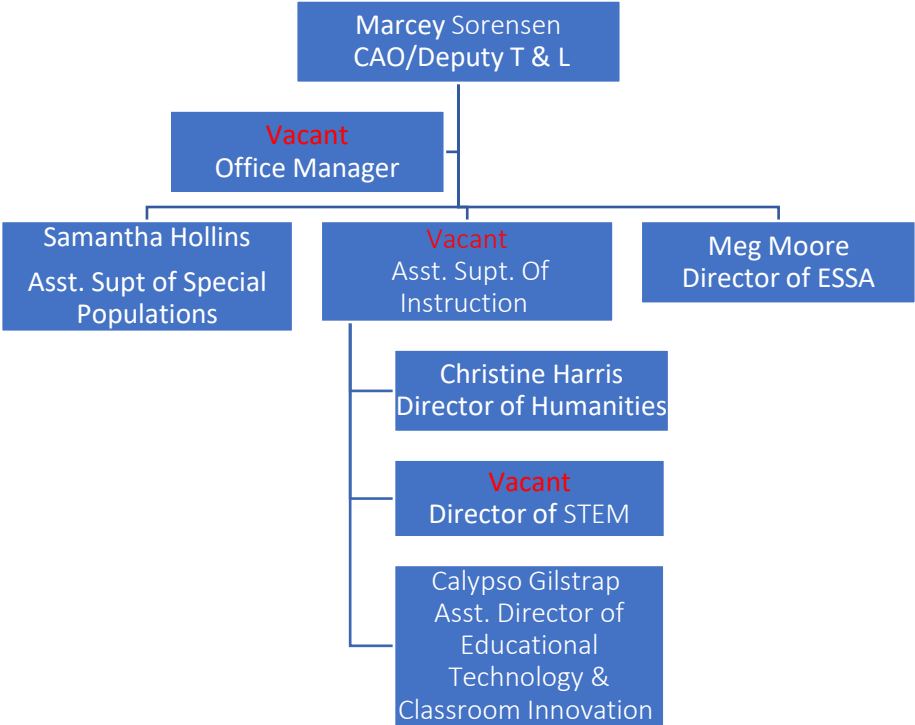 Marcey Sorensen
CAO/Deputy T & L
Vacant
Office Manager
Samantha Hollins
Asst. Supt of Special
Populations
Vacant
Asst. Supt. Of
Instruction
Meg Moore
Director of ESSA
Christine Harris
Director of Humanities
Vacant
Director of STEM
Calypso Gilstrap
Asst. Director of
Educational
Technology &
Classroom Innovation